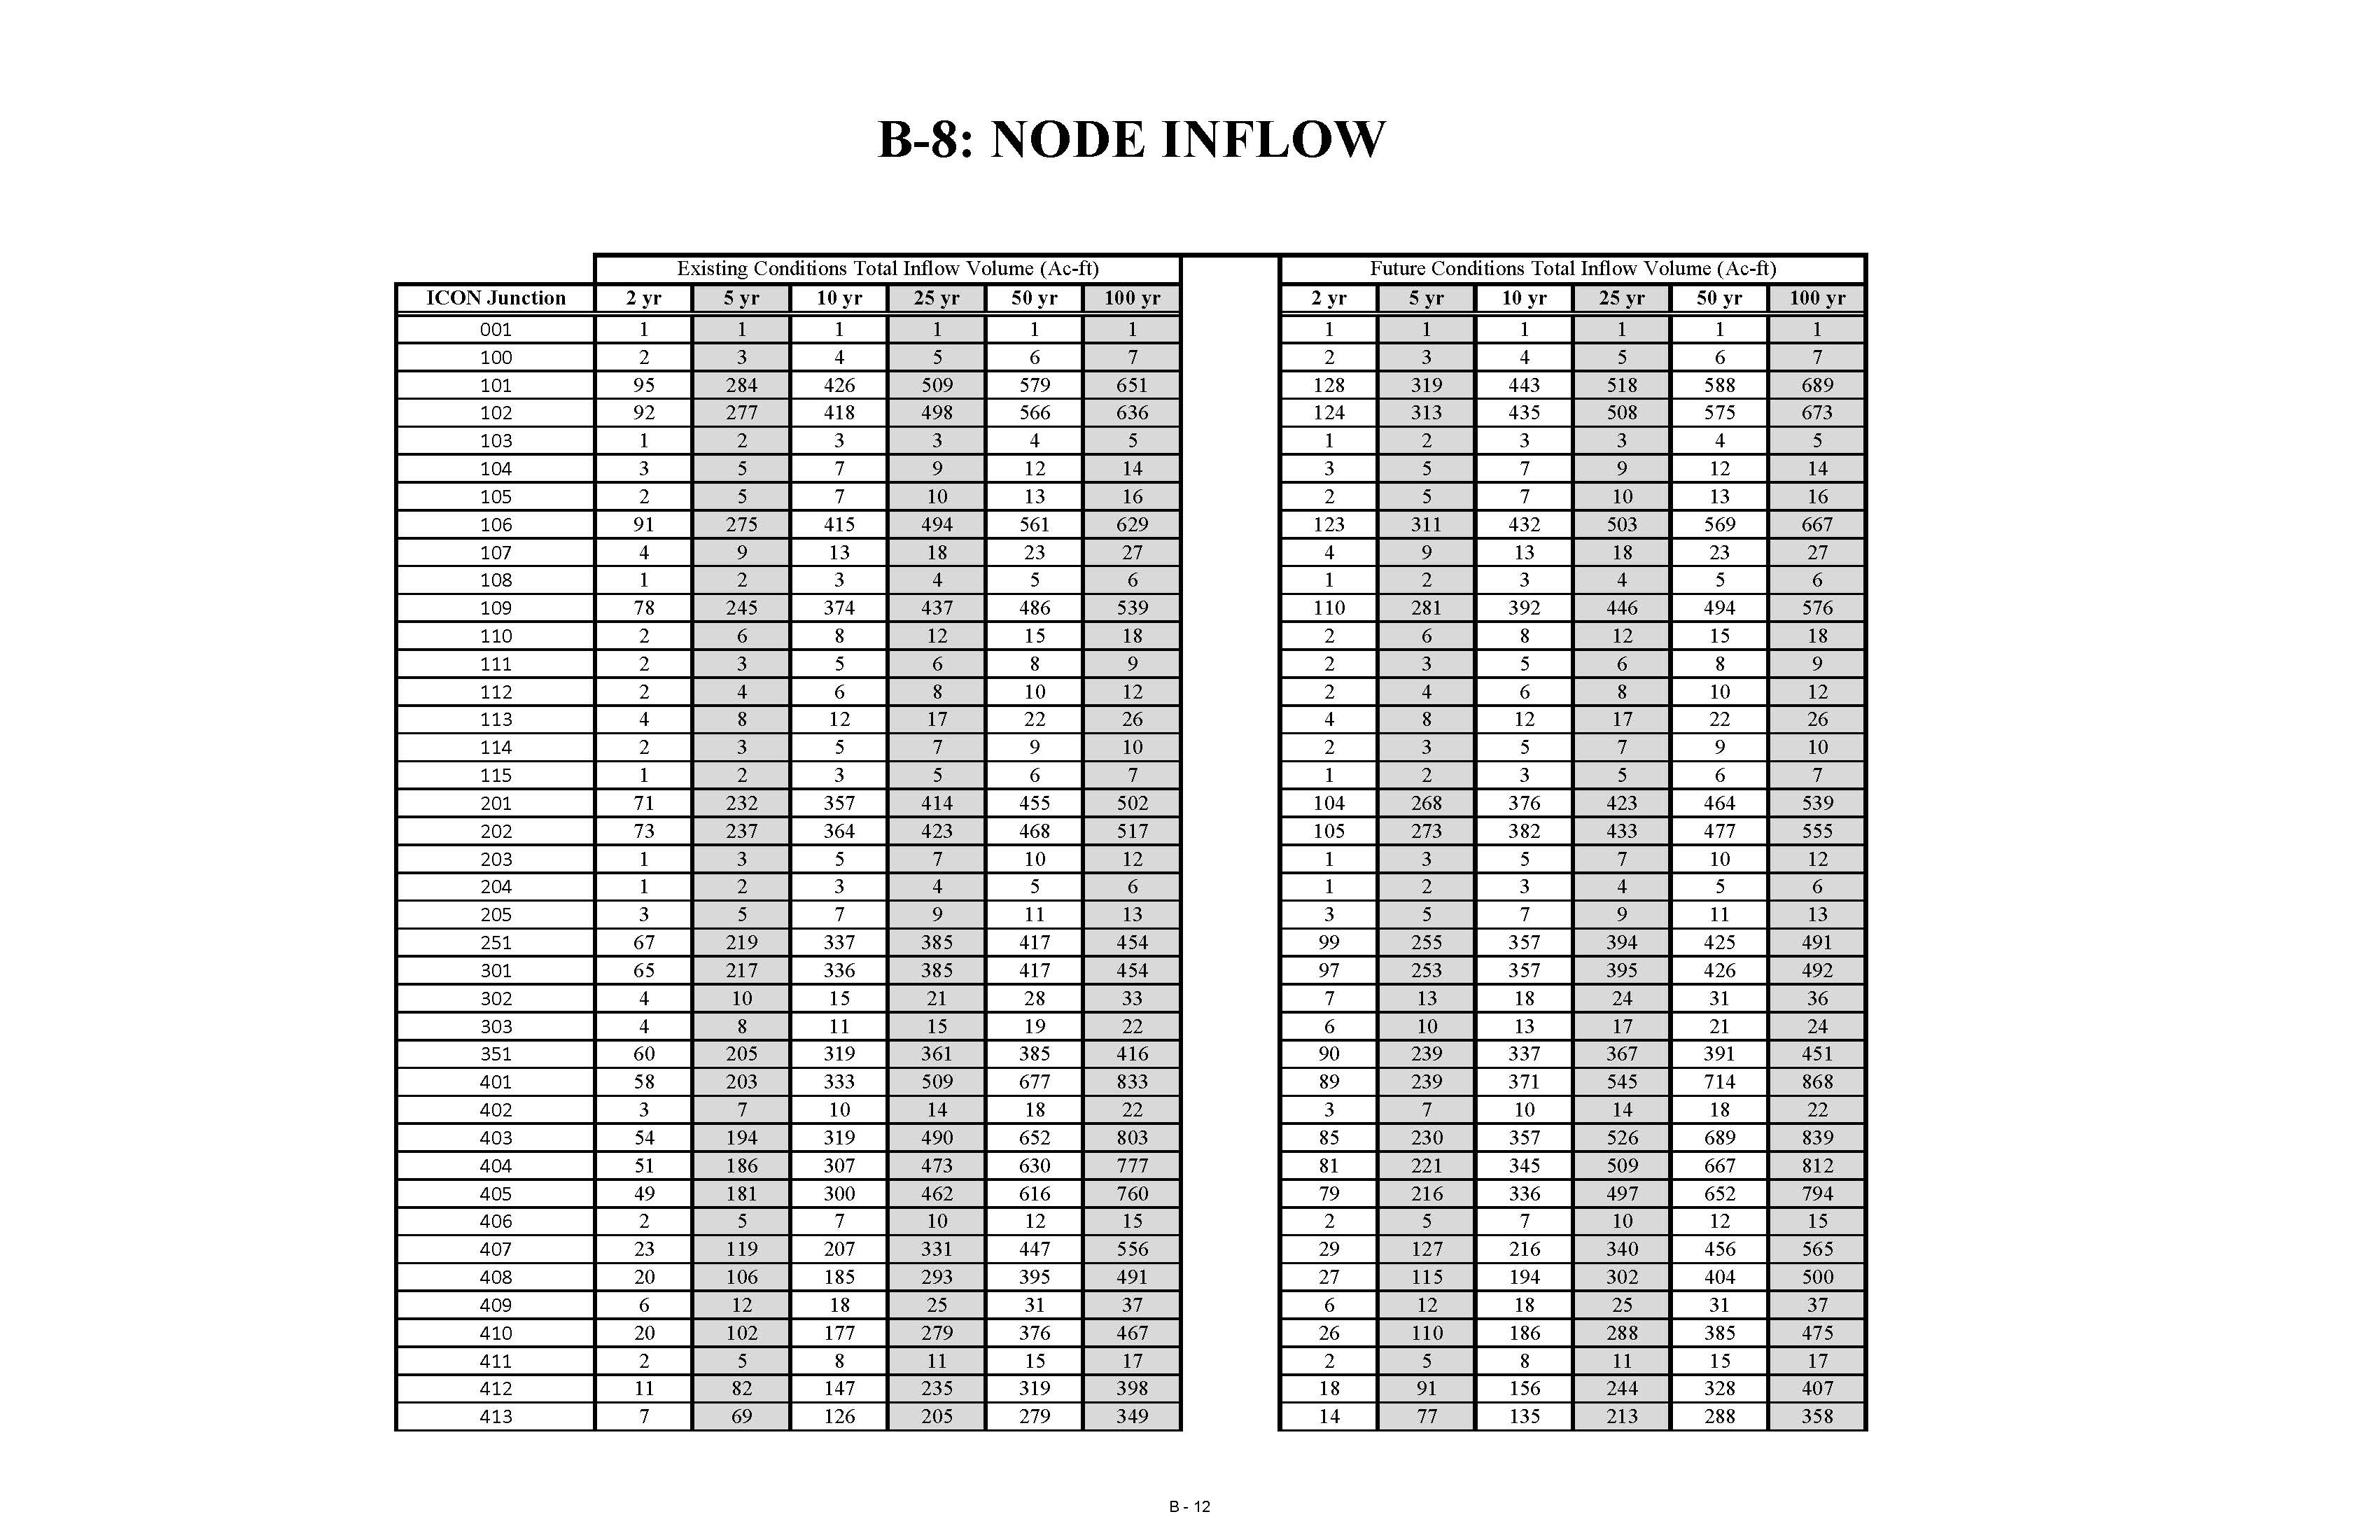 B-8: NODE INFLOW
Existing Conditions Total Inflow Volume (Ac-ft) Future Conditions Total Inflow Volume (Ac-ft)
ICON Junction 2 yr 5 yr 10 yr 25 yr 50 yr 100 yr 2 yr 5 yr 10 yr 25 yr 50 yr 100 yr
001 1 1 1 1 1 1 1 1 1 1 1 1
100 2 3 4 5 6 7 2 3 4 5 6 7
101 95 284 426 509 579 651 128 319 443 518 588 689
102 92 277 418 498 566 636 124 313 435 508 575 673
103 1 2 3 3 4 5 1 2 3 3 4 5
104 3 5 7 9 12 14 3 5 7 9 12 14
105 2 5 7 10 13 16 2 5 7 10 13 16
106 91 275 415 494 561 629 123 311 432 503 569 667
107 4 9 13 18 23 27 4 9 13 18 23 27
108 1 2 3 4 5 6 1 2 3 4 5 6
109 78 245 374 437 486 539 110 281 392 446 494 576
110 2 6 8 12 15 18 2 6 8 12 15 18
111 2 3 5 6 8 9 2 3 5 6 8 9
112 2 4 6 8 10 12 2 4 6 8 10 12
113 4 8 12 17 22 26 4 8 12 17 22 26
114 2 3 5 7 9 10 2 3 5 7 9 10
115 1 2 3 5 6 7 1 2 3 5 6 7
201 71 232 357 414 455 502 104 268 376 423 464 539
202 73 237 364 423 468 517 105 273 382 433 477 555
203 1 3 5 7 10 12 1 3 5 7 10 12
204 1 2 3 4 5 6 1 2 3 4 5 6
205 3 5 7 9 11 13 3 5 7 9 11 13
251 67 219 337 385 417 454 99 255 357 394 425 491
301 65 217 336 385 417 454 97 253 357 395 426 492
302 4 10 15 21 28 33 7 13 18 24 31 36
303 4 8 11 15 19 22 6 10 13 17 21 24
351 60 205 319 361 385 416 90 239 337 367 391 451
401 58 203 333 509 677 833 89 239 371 545 714 868
402 3 7 10 14 18 22 3 7 10 14 18 22
403 54 194 319 490 652 803 85 230 357 526 689 839
404 51 186 307 473 630 777 81 221 345 509 667 812
405 49 181 300 462 616 760 79 216 336 497 652 794
406 2 5 7 10 12 15 2 5 7 10 12 15
407 23 119 207 331 447 556 29 127 216 340 456 565
408 20 106 185 293 395 491 27 115 194 302 404 500
409 6 12 18 25 31 37 6 12 18 25 31 37
410 20 102 177 279 376 467 26 110 186 288 385 475
411 2 5 8 11 15 17 2 5 8 11 15 17
412 11 82 147 235 319 398 18 91 156 244 328 407
413 7 69 126 205 279 349 14 77 135 213 288 358
B - 12